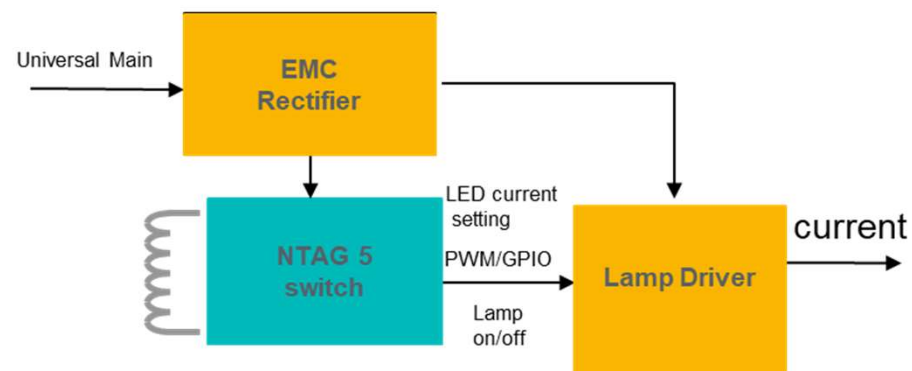 Universal Main
EMC
Rectifier
LED current
setting
NTAG 5
switch
PWM/GPIO
Lamp
on/off
Lamp Driver
current